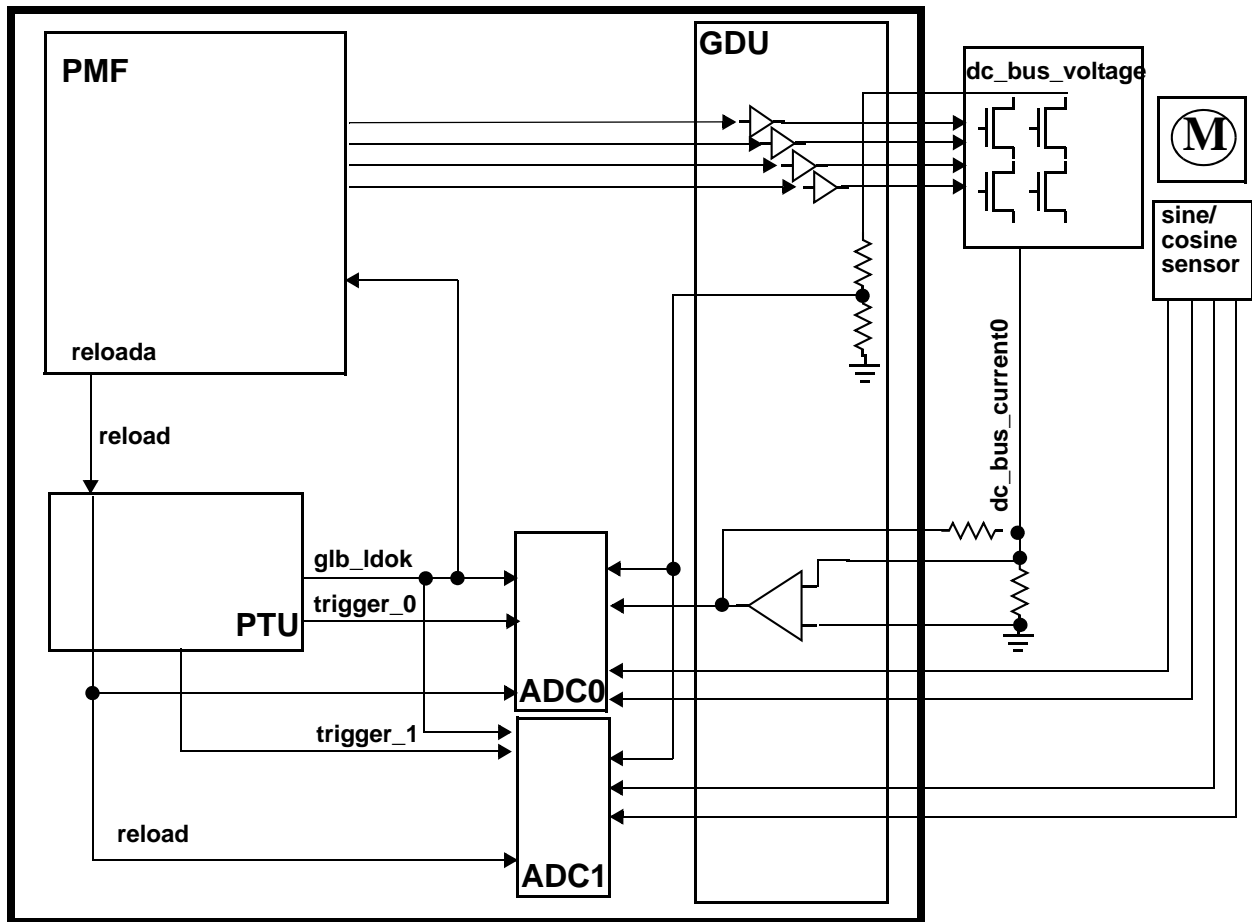 GDU
PMF
dc_bus_voltage
M
sine/
cosine
sensor
reloada
dc_bus_current0
reload
glb_ldok
trigger_0
PTU
ADC0
trigger_1
reload
ADC1